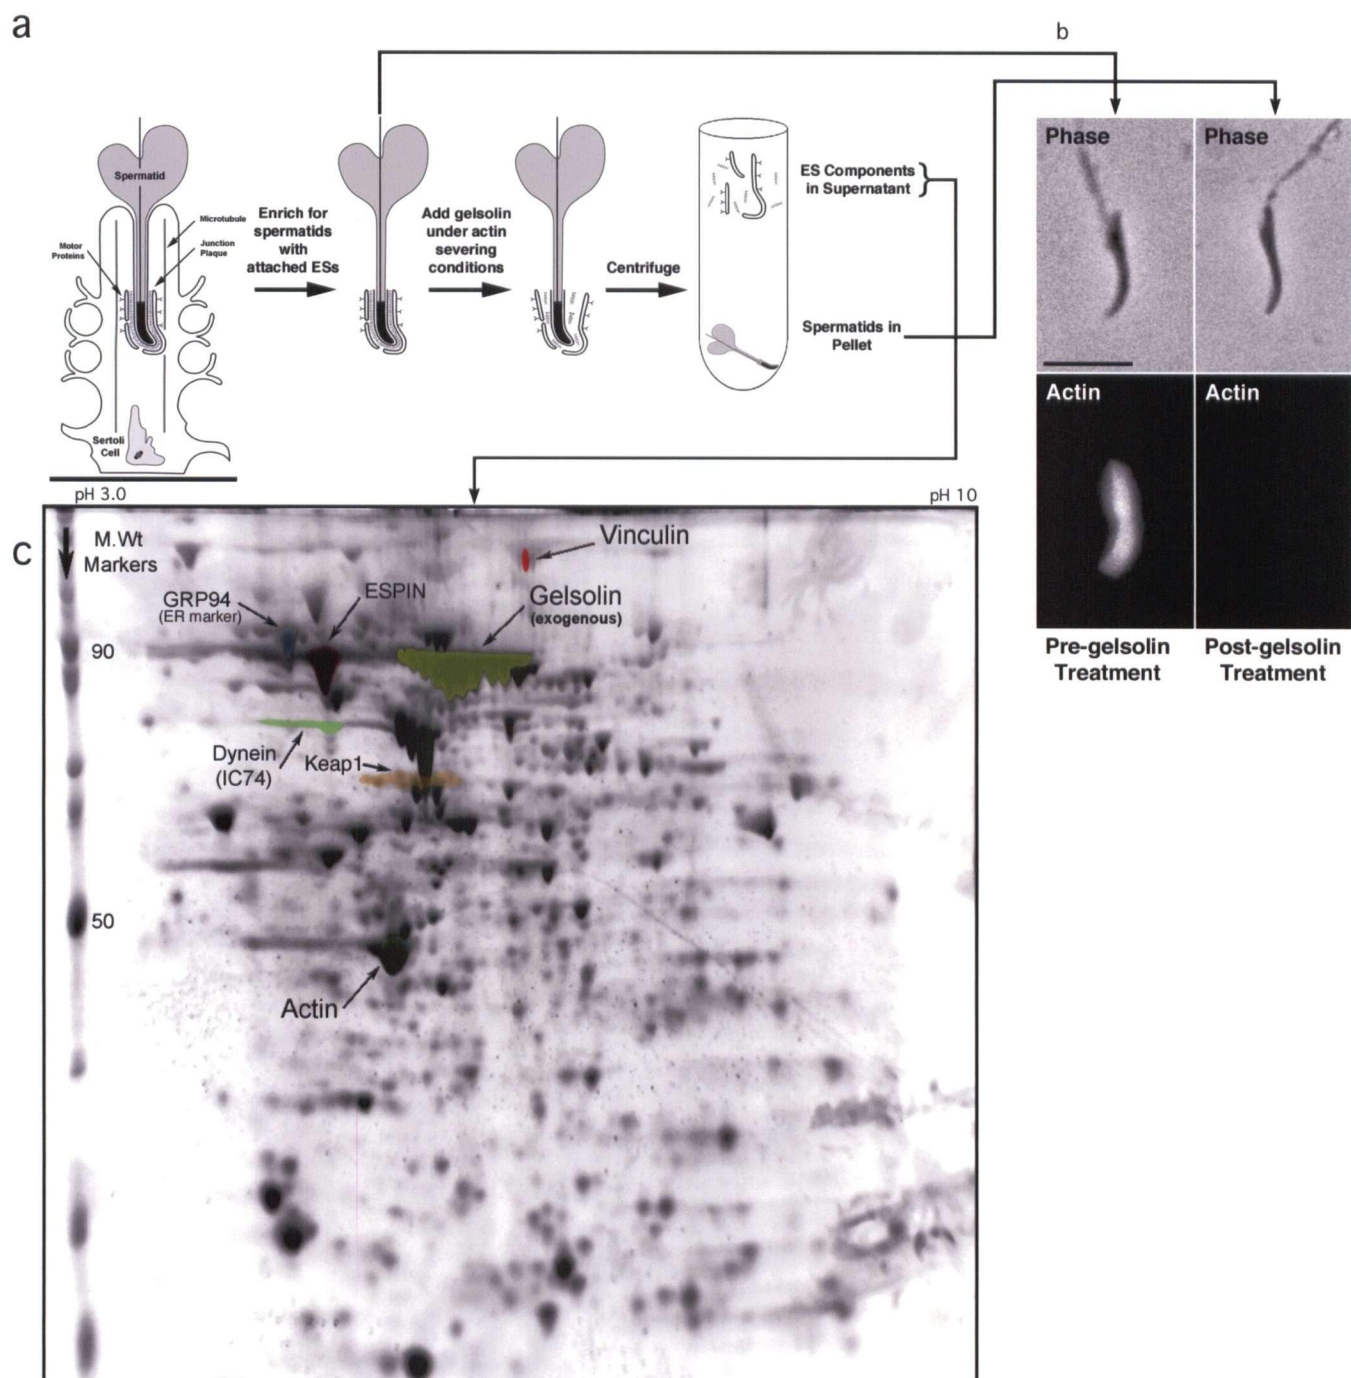 a
b
Spermatid
Microtubule
Motor
Proteins
Junction
Plaque
Sertoli
Cell
Enrich for
spermatids
with
attached ESs
Add gelsolin
under actin
severing
conditions
Centrifuge
ES Components
in Supernatant
Spermatids in
Pellet
Phase
Phase
Actin
Actin
Pre-gelsolin
Treatment
Post-gelsolin
Treatment
pH 3.0
pH 10
c
M.Wt
Markers
Vinculin
GRP94
(ER marker)
ESPIN
Gelsolin
(exogenous)
90
Dynein
(IC74)
Keap1
50
Actin